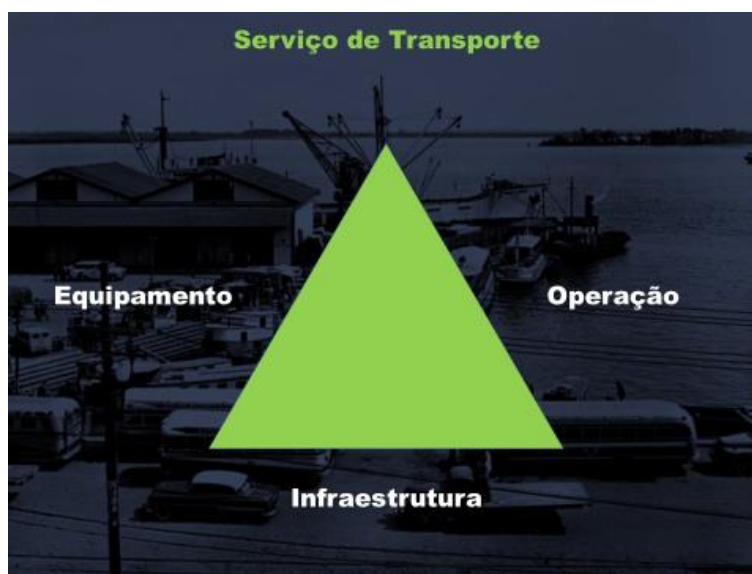 Serviço de Transporte
Equipamento
Operação
Infraestrutura